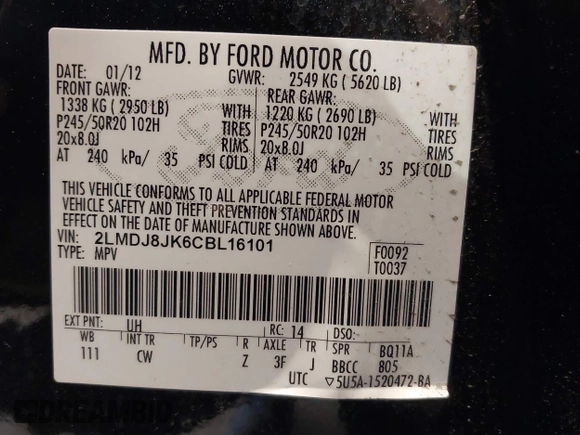 MFD. BY FORD MOTOR CO.
DATE: 01/12 GVWR: 2549 KG ( 5620 LB)
FRONT GAWR: REAR GAWR:
1338 KG ( 2950 LB) WITH 1220 KG ( 2690 LB) WITH
P245/50R20 102H TIRES P245/50R20 102H TIRES
20x8.0J RIMS 20x8.0J RIMS
AT 240 kPa/ 35 PSI COLD AT 240 kPa/ 35 PSI COLD
THIS VEHICLE CONFORMS TO ALL APPLICABLE FEDERAL MOTOR
VEHICLE SAFETY AND THEFT PREVENTION STANDARDS IN
EFFECT ON THE DATE OF MANUFACTURE SHOWN ABOVE.
VIN: 2LMDJ8JK6CBL16101 F0092
TYPE: MPV T0037
EXT PNT: UH RC: 14 DSO:
WB INT TR TP/PS R AXLE TR SPR BQ11A
111 CW Z 3F J BBCC 805
UTC ▽5U5A-1520472-BA
DREAMBID